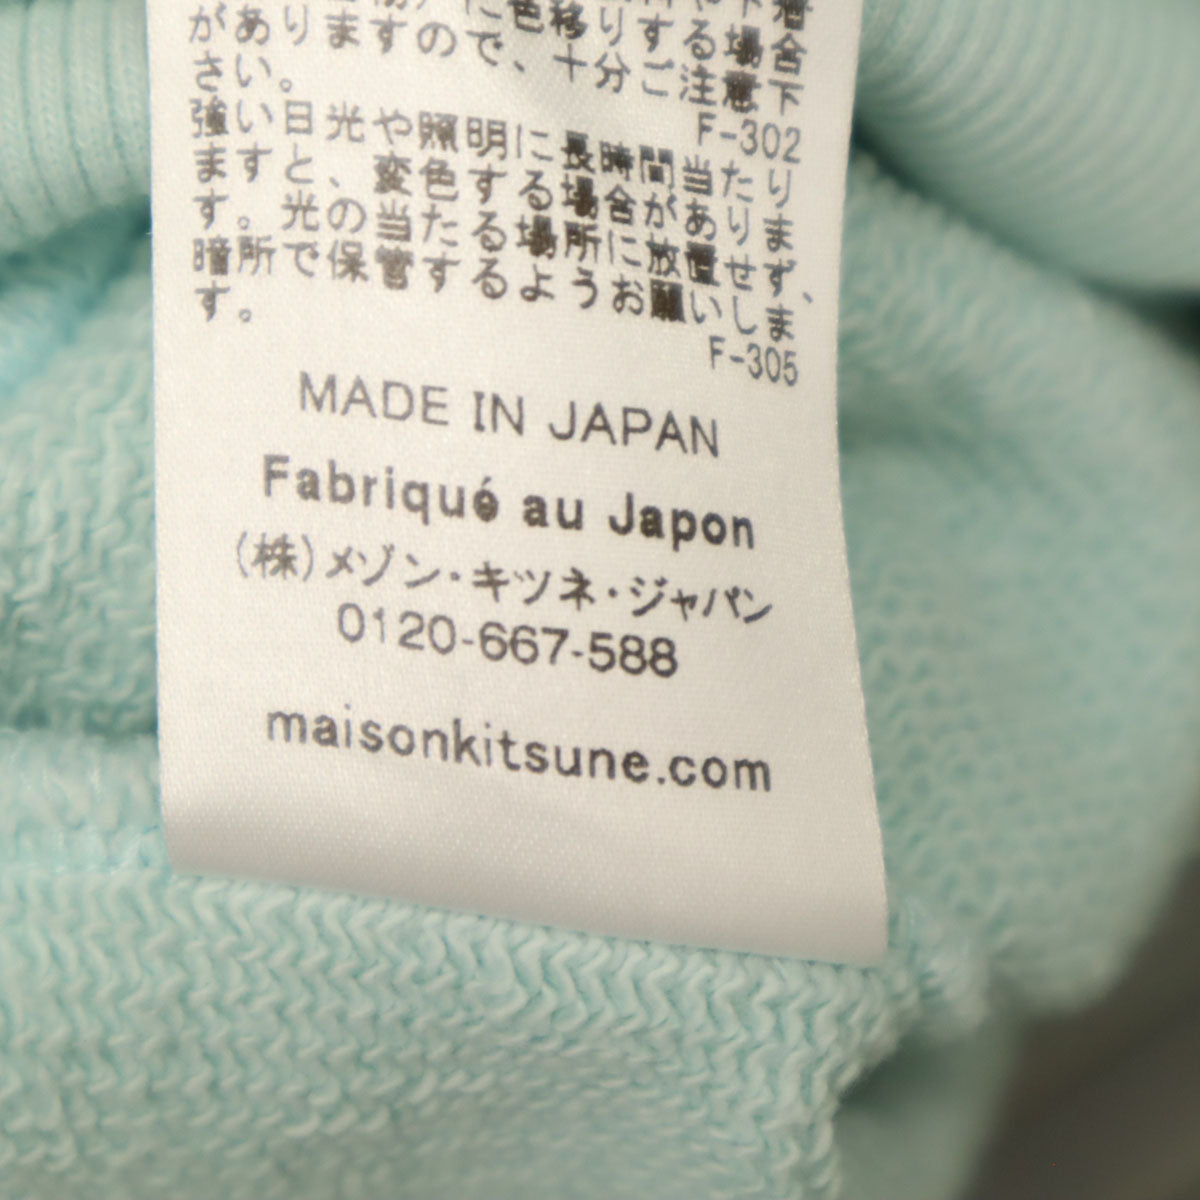 があります。で、十分ご注意下
さい。
F-302
強い日光や照明に長時間当たり
ますと、変色する場合がありま
す。光の当たる場所に放置せず、
暗所で保管するようお願いしま
す。
F-305
MADE IN JAPAN
Fabriqué au Japon
(株)メゾン・キツネ・ジャパン
0120-667-588
maisonkitsune.com